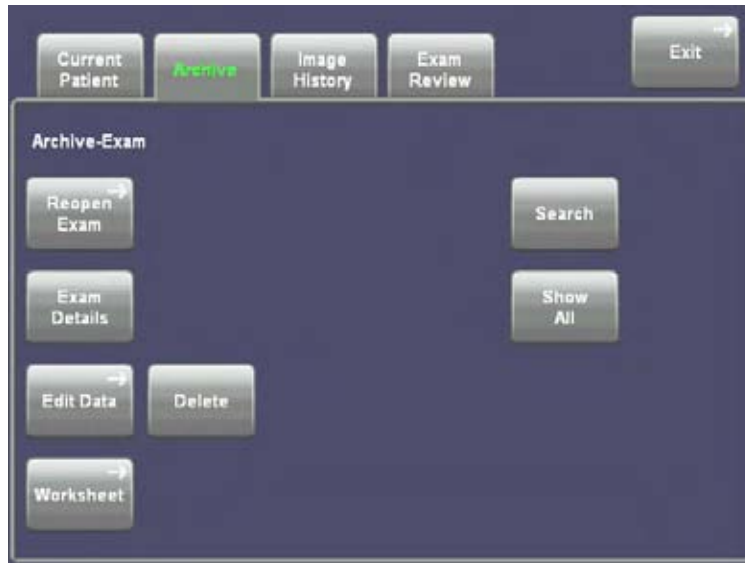 Current
Patient
Archive
Image
History
Exam
Review
Exit
Archive-Exam
Reopen
Exam
Search
Exam
Details
Show
All
Edit Data
Delete
Worksheet